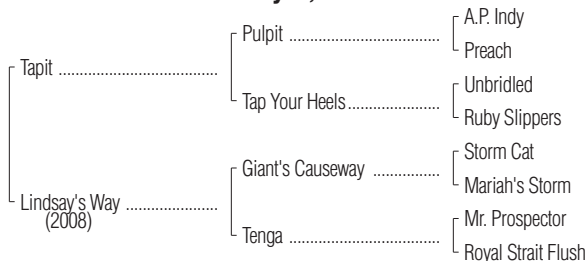 A.P. Indy
Pulpit ........................................
Preach
Tapit ..........................................
Unbridled
Tap Your Heels........................
Ruby Slippers
Storm Cat
Giant's Causeway .................
Mariah's Storm
Lindsay's Way ........................
(2008)
Mr. Prospector
Tenga ........................................
Royal Strait Flush